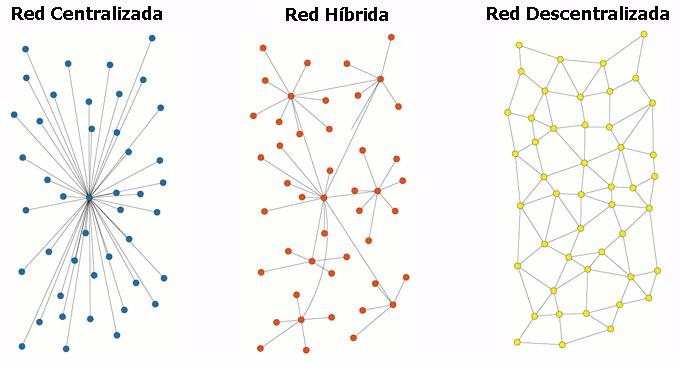 Red Centralizada
Red Híbrida
Red Descentralizada